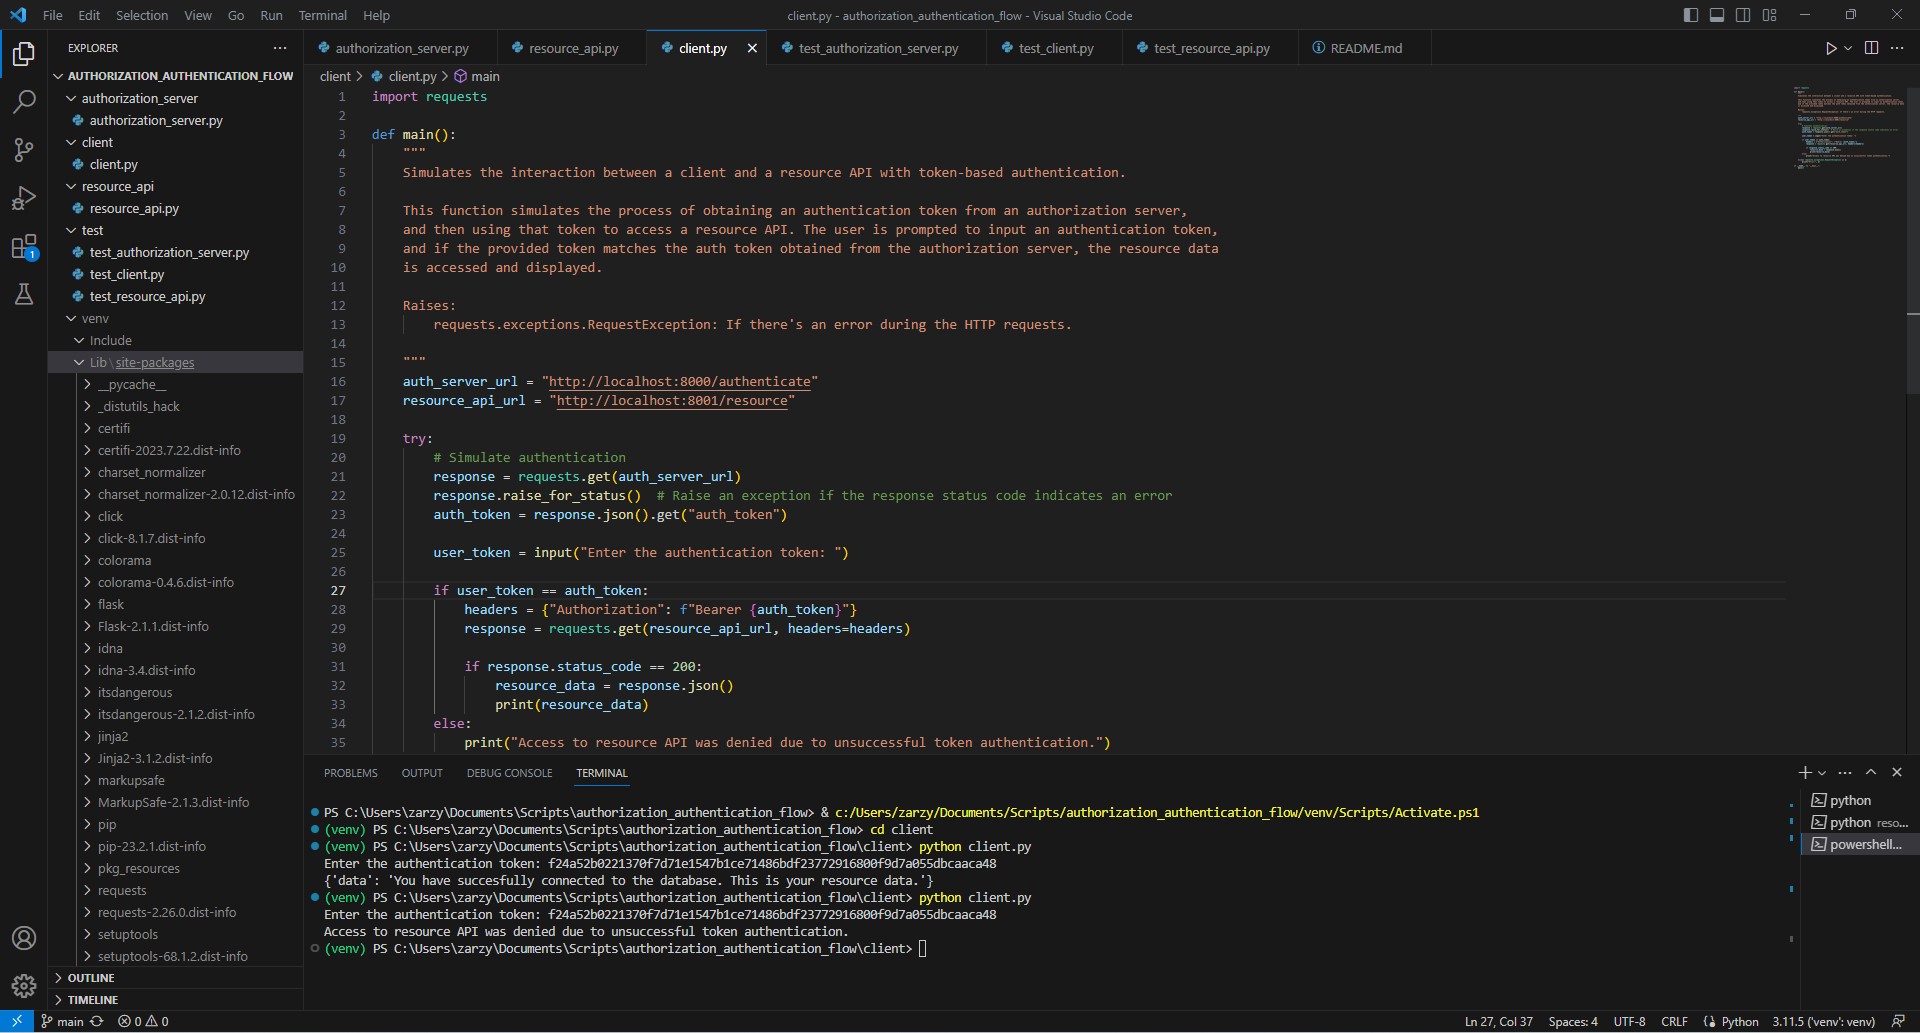 File Edit Selection View Go Run Terminal Help
client.py - authorization_authentication_flow - Visual Studio Code
EXPLORER
AUTHORIZATION_AUTHENTICATION_FLOW
authorization_server
authorization_server.py
client
client.py
resource_api
resource_api.py
test
test_authorization_server.py
test_client.py
test_resource_api.py
venv
Include
Lib\site-packages
__pycache__
_distutils_hack
certifi
certifi-2023.7.22.dist-info
charset_normalizer
charset_normalizer-2.0.12.dist-info
click
click-8.1.7.dist-info
colorama
colorama-0.4.6.dist-info
flask
Flask-2.1.1.dist-info
idna
idna-3.4.dist-info
itsdangerous
itsdangerous-2.1.2.dist-info
jinja2
Jinja2-3.1.2.dist-info
markupsafe
MarkupSafe-2.1.3.dist-info
pip
pip-23.2.1.dist-info
pkg_resources
requests
requests-2.26.0.dist-info
setuptools
setuptools-68.1.2.dist-info
OUTLINE
TIMELINE
1
authorization_server.py resource_api.py client.py test_authorization_server.py test_client.py test_resource_api.py README.md
client > client.py > main
1 import requests
2
3 def main():
4 """
5 Simulates the interaction between a client and a resource API with token-based authentication.
6
7 This function simulates the process of obtaining an authentication token from an authorization server,
8 and then using that token to access a resource API. The user is prompted to input an authentication token,
9 and if the provided token matches the auth token obtained from the authorization server, the resource data
10 is accessed and displayed.
11
12 Raises:
13 requests.exceptions.RequestException: If there's an error during the HTTP requests.
14
15 """
16 auth_server_url = "http://localhost:8000/authenticate"
17 resource_api_url = "http://localhost:8001/resource"
18
19 try:
20 # Simulate authentication
21 response = requests.get(auth_server_url)
22 response.raise_for_status()  # Raise an exception if the response status code indicates an error
23 auth_token = response.json().get("auth_token")
24
25 user_token = input("Enter the authentication token: ")
26
27 if user_token == auth_token:
28 headers = {"Authorization": f"Bearer {auth_token}"}
29 response = requests.get(resource_api_url, headers=headers)
30
31 if response.status_code == 200:
32 resource_data = response.json()
33 print(resource_data)
34 else:
35 print("Access to resource API was denied due to unsuccessful token authentication.")
PROBLEMS OUTPUT DEBUG CONSOLE TERMINAL
PS C:\Users\zarzy\Documents\Scripts\authorization_authentication_flow> & c:/Users/zarzy/Documents/Scripts/authorization_authentication_flow/venv/Scripts/Activate.ps1
(venv) PS C:\Users\zarzy\Documents\Scripts\authorization_authentication_flow> cd client
(venv) PS C:\Users\zarzy\Documents\Scripts\authorization_authentication_flow\client> python client.py
Enter the authentication token: f24a52b0221370f7d71e1547b1ce71486bdf23772916800f9d7a055dbcaaca48
{'data': 'You have succesfully connected to the database. This is your resource data.'}
(venv) PS C:\Users\zarzy\Documents\Scripts\authorization_authentication_flow\client> python client.py
Enter the authentication token: f24a52b0221370f7d71e1547b1ce71486bdf23772916800f9d7a055dbcaaca48
Access to resource API was denied due to unsuccessful token authentication.
(venv) PS C:\Users\zarzy\Documents\Scripts\authorization_authentication_flow\client>
python
python reso...
powershell...
main 0 0
Ln 27, Col 37 Spaces: 4 UTF-8 CRLF Python 3.11.5 ('venv': venv)